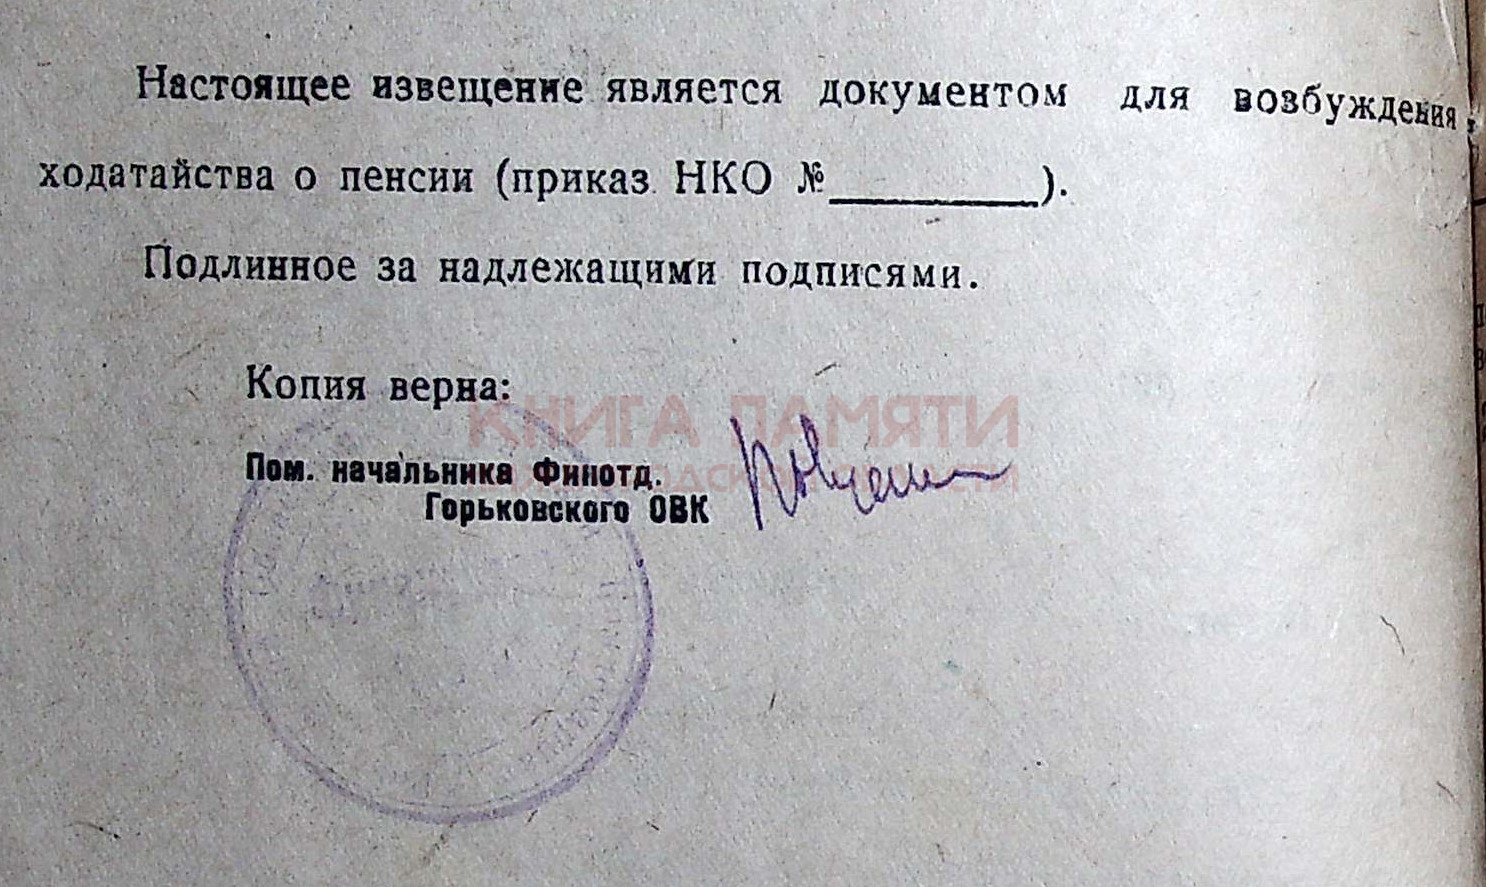 Настоящее извещение является документом для возбуждения
ходатайства о пенсии (приказ НКО №__________).
Подлинное за надлежащими подписями.
Копия верна:
КНИГА ПАМЯТИ
Пом. начальника Финотд.
Горьковского ОВК